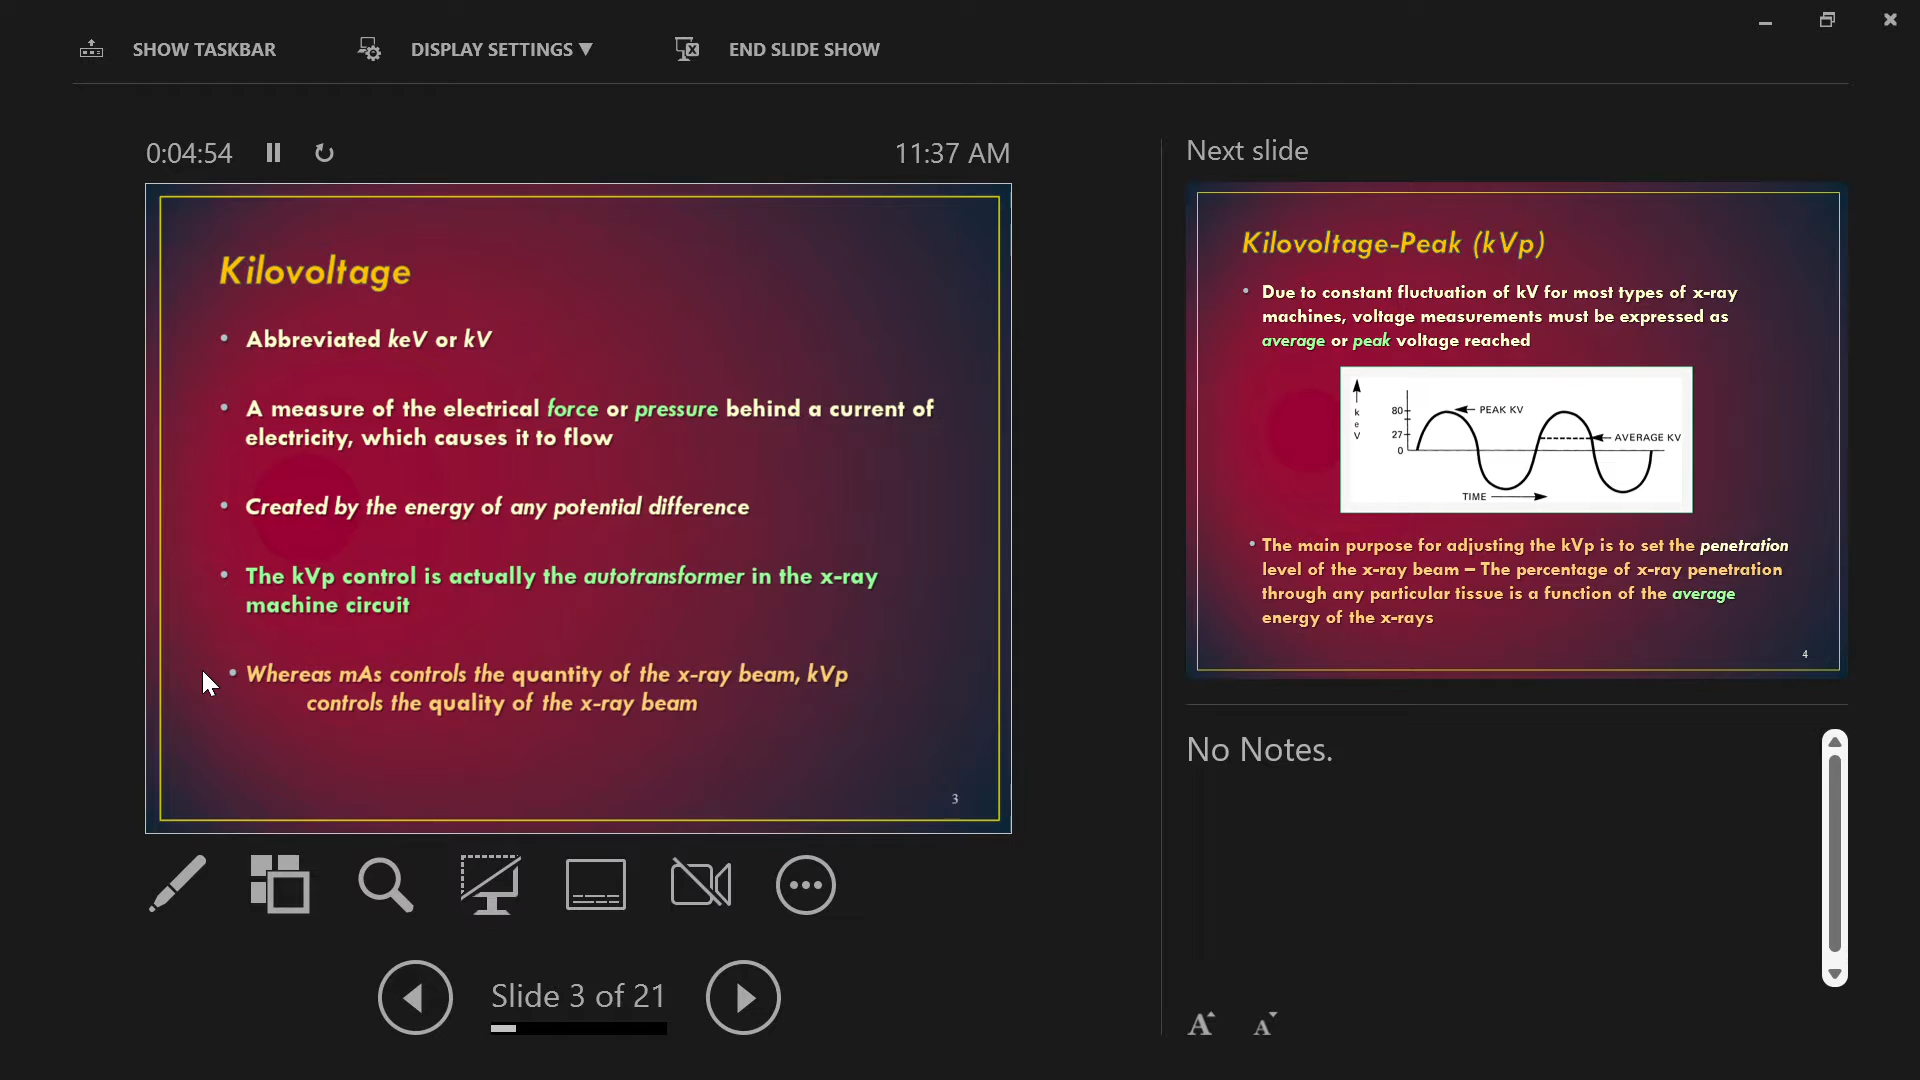 SHOW TASKBAR
DISPLAY SETTINGS ▼
END SLIDE SHOW
0:04:54
11:37 AM
Kilovoltage
• Abbreviated keV or kV
• A measure of the electrical force or pressure behind a current of
electricity, which causes it to flow
• Created by the energy of any potential difference
• The kVp control is actually the autotransformer in the x-ray
machine circuit
• Whereas mAs controls the quantity of the x-ray beam, kVp
controls the quality of the x-ray beam
3
Slide 3 of 21
Next slide
Kilovoltage-Peak (kVp)
• Due to constant fluctuation of kV for most types of x-ray
machines, voltage measurements must be expressed as
average or peak voltage reached
keV
80
27
0
PEAK KV
AVERAGE KV
TIME
• The main purpose for adjusting the kVp is to set the penetration
level of the x-ray beam – The percentage of x-ray penetration
through any particular tissue is a function of the average
energy of the x-rays
4
No Notes.
A A